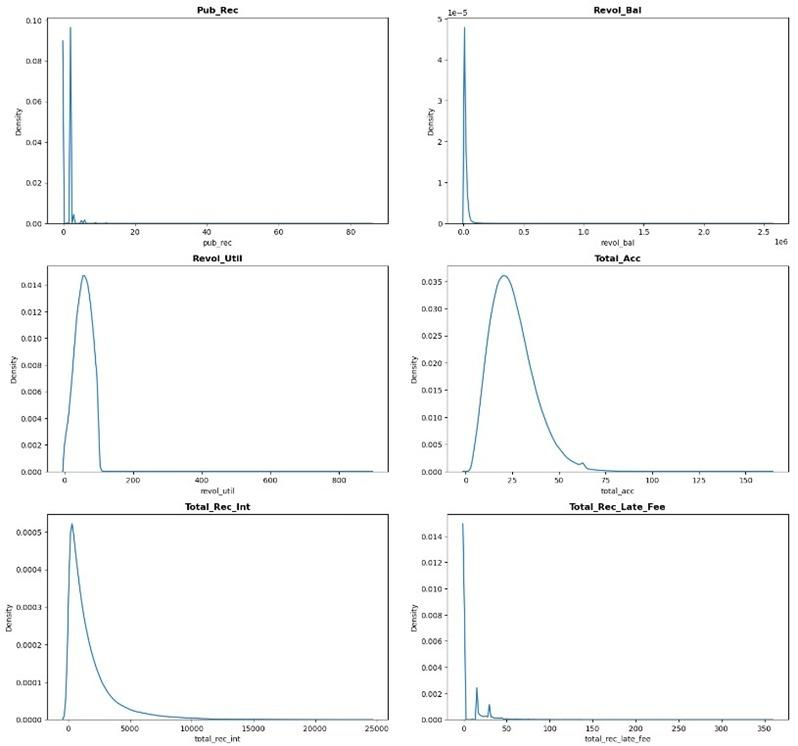 Pub_Rec
0.10
0.08
0.06
0.04
0.02
0.00
Density
0 20 40 60 80
pub_rec
Revol_Bal
1e−5
5
4
3
2
1
0
Density
0.0 0.5 1.0 1.5 2.0 2.5
1e6
revol_bal
Revol_Util
0.014
0.012
0.010
0.008
0.006
0.004
0.002
0.000
Density
0 200 400 600 800
revol_util
Total_Acc
0.035
0.030
0.025
0.020
0.015
0.010
0.005
0.000
Density
0 25 50 75 100 125 150
total_acc
Total_Rec_Int
0.0005
0.0004
0.0003
0.0002
0.0001
0.0000
Density
0 5000 10000 15000 20000 25000
total_rec_int
Total_Rec_Late_Fee
0.014
0.012
0.010
0.008
0.006
0.004
0.002
0.000
Density
0 50 100 150 200 250 300 350
total_rec_late_fee